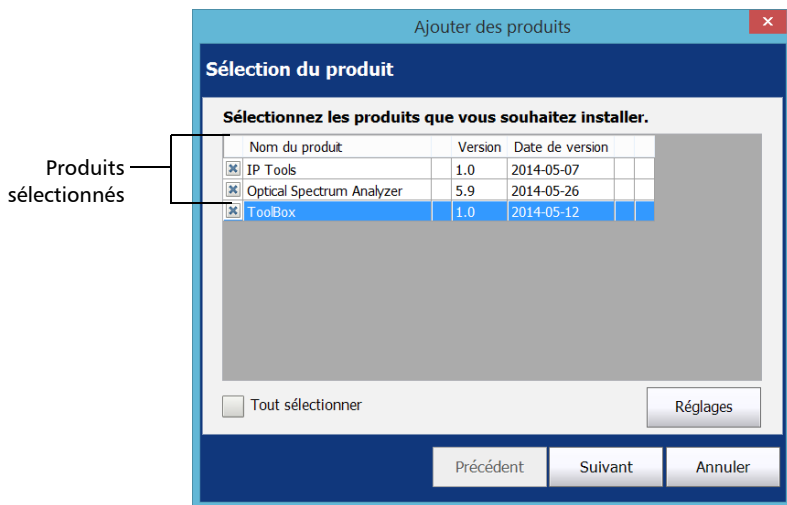 Ajouter des produits
Sélection du produit
Sélectionnez les produits que vous souhaitez installer.
Produits
sélectionnés
Nom du produit Version Date de version
IP Tools 1.0 2014-05-07
Optical Spectrum Analyzer 5.9 2014-05-26
ToolBox 1.0 2014-05-12
Tout sélectionner Réglages
Précédent Suivant Annuler